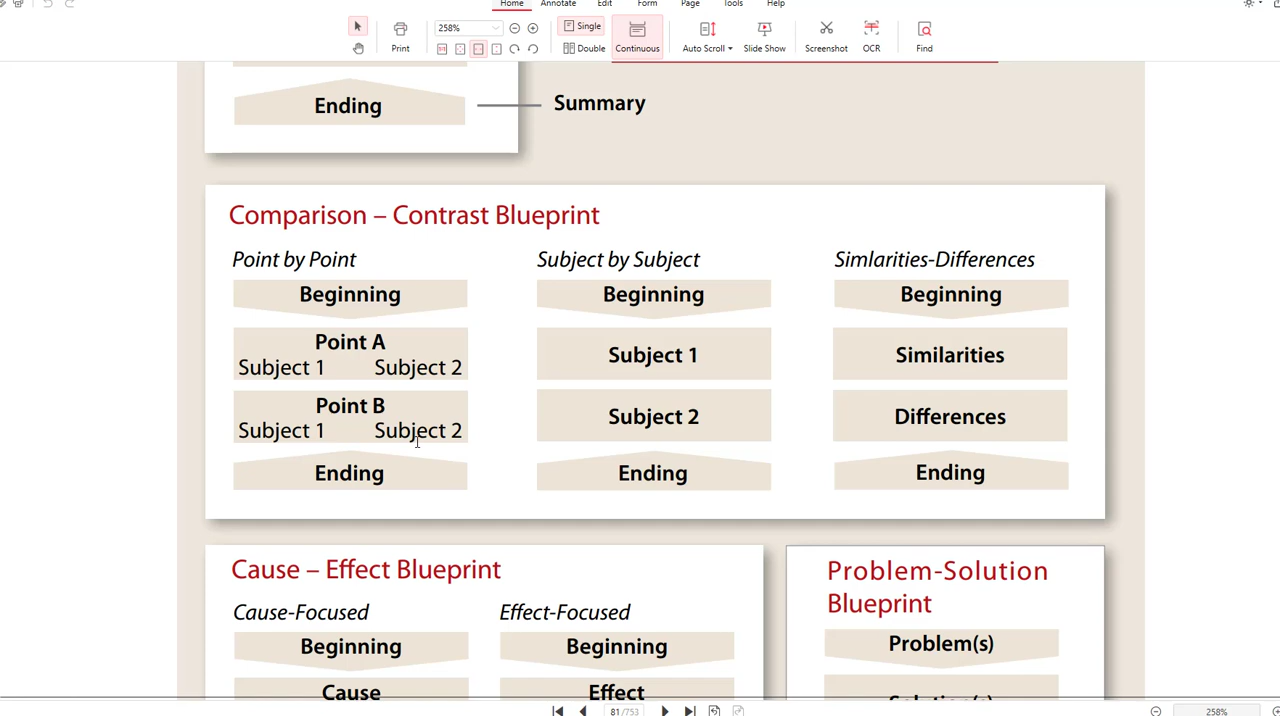 Home Annotate Edit Form Page Tools Help
258% Single
Print Double Continuous Auto Scroll Slide Show Screenshot OCR Find
Ending Summary
Comparison – Contrast Blueprint
Point by Point Subject by Subject Simlarities-Differences
Beginning Beginning Beginning
Point A
Subject 1 Subject 2 Subject 1 Similarities
Point B
Subject 1 Subject 2 Subject 2 Differences
Ending Ending Ending
Cause – Effect Blueprint
Problem-Solution
Blueprint
Cause-Focused Effect-Focused
Beginning Beginning Problem(s)
Cause Effect Solution(s)
81 /753 258%